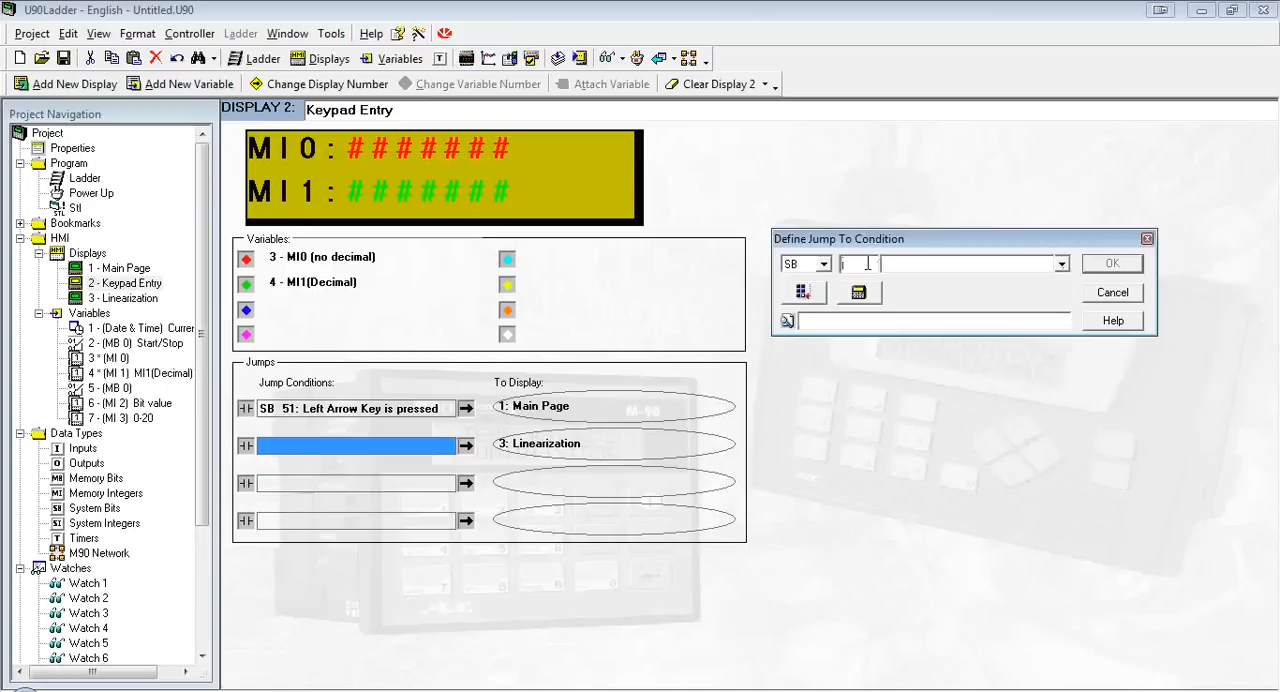 U90Ladder - English - Untitled.U90
Project Edit View Format Controller Ladder Window Tools Help
Ladder Displays Variables T
Add New Display Add New Variable Change Display Number Change Variable Number Attach Variable Clear Display 2
Project Navigation
Project
Properties
Program
Ladder
Power Up
Stl
Bookmarks
HMI
Displays
1 - Main Page
2 - Keypad Entry
3 - Linearization
Variables
1 - (Date & Time) Curre
2 - (MB 0) Start/Stop
3 * (MI 0)
4 * (MI 1) MI1(Decimal)
5 - (MB 0)
6 - (MI 2) Bit value
7 - (MI 3) 0-20
Data Types
Inputs
Outputs
Memory Bits
Memory Integers
System Bits
System Integers
Timers
M90 Network
Watches
Watch 1
Watch 2
Watch 3
Watch 4
Watch 5
Watch 6
DISPLAY 2: Keypad Entry
MI0: #######
MI1: #######
Variables:
3 - MI0 (no decimal)
4 - MI1(Decimal)
Jumps
Jump Conditions: To Display:
SB 51: Left Arrow Key is pressed 1: Main Page
3: Linearization
M-90
Define Jump To Condition
SB
OK
Cancel
Help